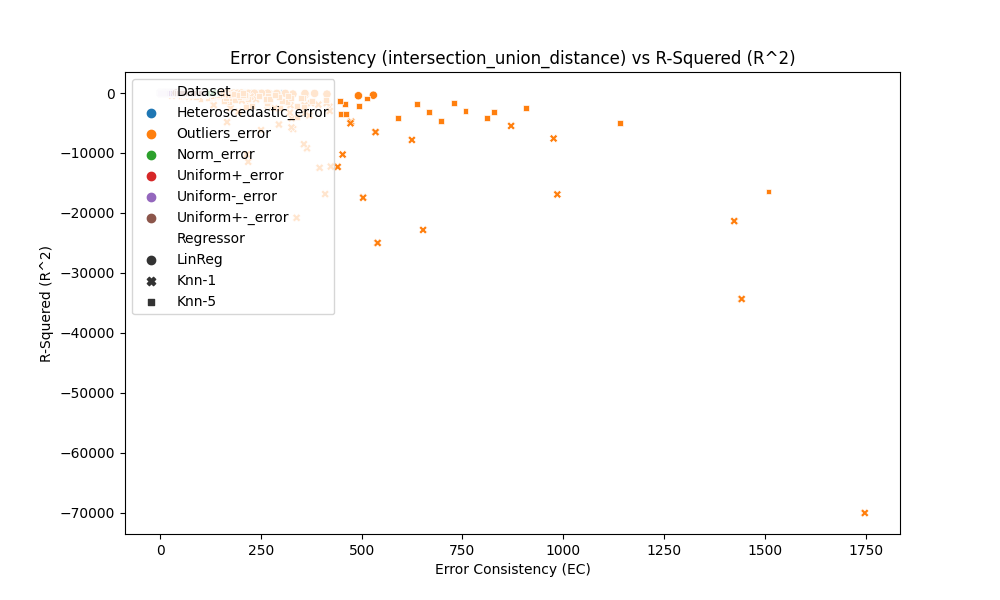 Error Consistency (intersection_union_distance) vs R-Squered (R^2)
R-Squered (R^2)
0
−10000
−20000
−30000
−40000
−50000
−60000
−70000
Dataset
Heteroscedastic_error
Outliers_error
Norm_error
Uniform+_error
Uniform-_error
Uniform+-_error
Regressor
LinReg
Knn-1
Knn-5
0 250 500 750 1000 1250 1500 1750
Error Consistency (EC)